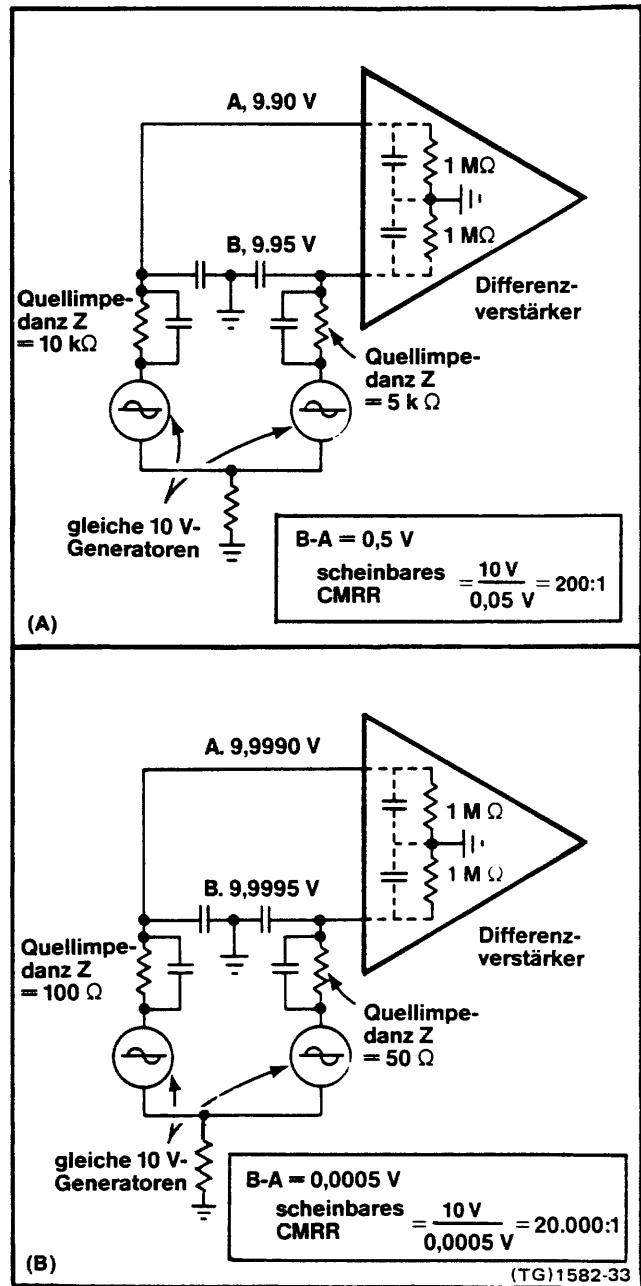 A, 9.90 V
1 MΩ
1 MΩ
B, 9.95 V
Differenz-
verstärker
Quellimpe-
danz Z
= 10 kΩ
Quellimpe-
danz Z
= 5 k Ω
gleiche 10 V-
Generatoren
B-A = 0,5 V
scheinbares
CMRR
= 10 V / 0,05 V = 200:1
(A)
A. 9,9990 V
1 M Ω
1 M Ω
B. 9,9995 V
Differenz-
verstärker
Quellimpe-
danz Z
= 100 Ω
Quellimpe-
danz Z
= 50 Ω
gleiche 10 V-
Generatoren
B-A = 0,0005 V
scheinbares
CMRR
= 10 V / 0,0005 V = 20.000:1
(B)
(TG)1582-33